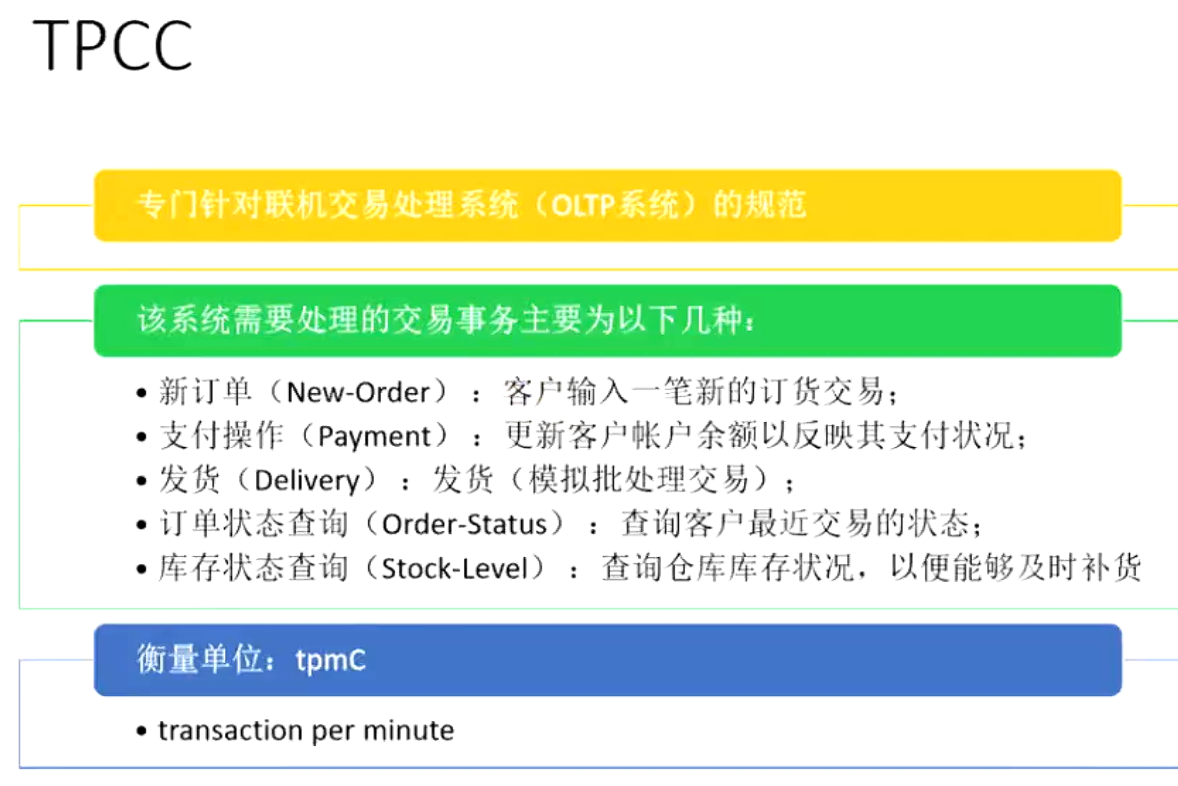 TPCC
专门针对联机交易处理系统（OLTP系统）的规范
该系统需要处理的交易事务主要为以下几种：
• 新订单（New-Order）：客户输入一笔新的订货交易；
• 支付操作（Payment）：更新客户帐户余额以反映其支付状况；
• 发货（Delivery）：发货（模拟批处理交易）；
• 订单状态查询（Order-Status）：查询客户最近交易的状态；
• 库存状态查询（Stock-Level）：查询仓库库存状况，以便能够及时补货
衡量单位：tpmC
• transaction per minute